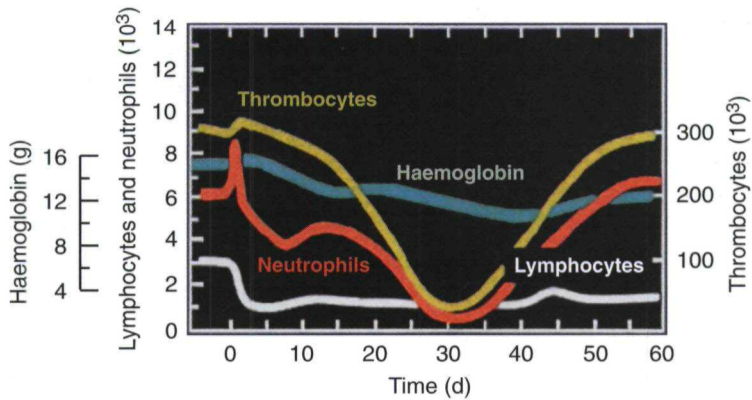 Haemoglobin (g)
16
12
8
4
Lymphocytes and neutrophils (10³)
14
12
10
8
6
4
2
0
Thrombocytes
Haemoglobin
Neutrophils
Lymphocytes
300
200
100
Thrombocytes (10³)
0 10 20 30 40 50 60
Time (d)